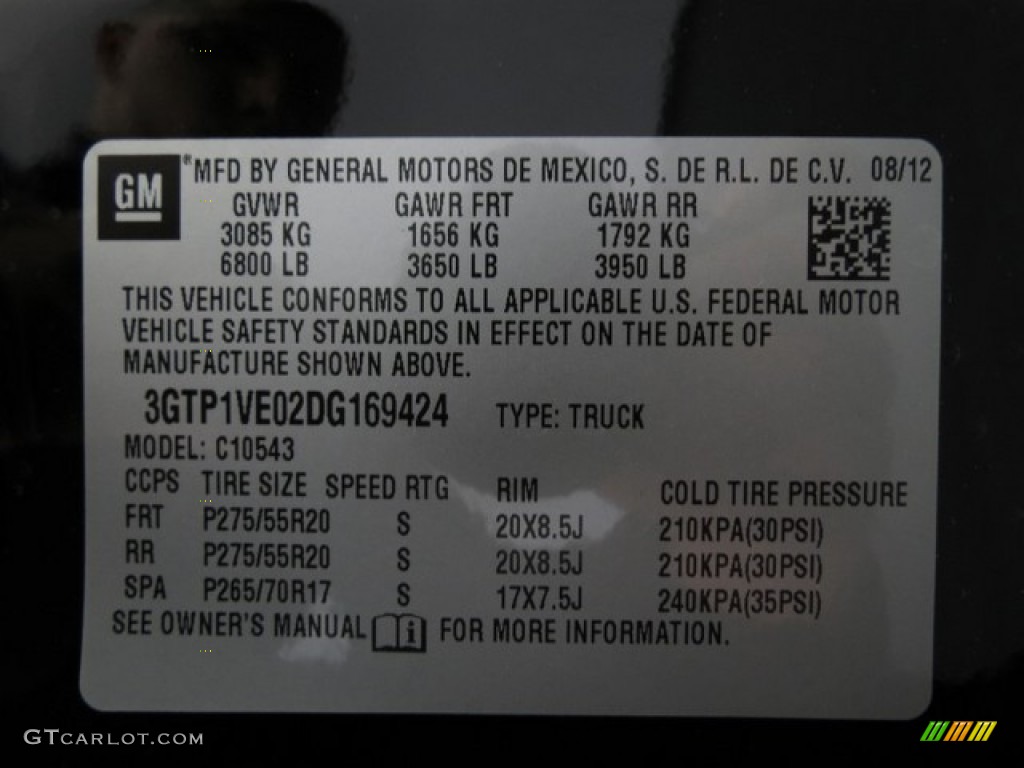 GM ® MFD BY GENERAL MOTORS DE MEXICO, S. DE R.L. DE C.V. 08/12
GVWR GAWR FRT GAWR RR
3085 KG 1656 KG 1792 KG
6800 LB 3650 LB 3950 LB
THIS VEHICLE CONFORMS TO ALL APPLICABLE U.S. FEDERAL MOTOR
VEHICLE SAFETY STANDARDS IN EFFECT ON THE DATE OF
MANUFACTURE SHOWN ABOVE.
3GTP1VE02DG169424 TYPE: TRUCK
MODEL: C10543
CCPS TIRE SIZE SPEED RTG RIM COLD TIRE PRESSURE
FRT P275/55R20 S 20X8.5J 210KPA(30PSI)
RR P275/55R20 S 20X8.5J 210KPA(30PSI)
SPA P265/70R17 S 17X7.5J 240KPA(35PSI)
SEE OWNER'S MANUAL i FOR MORE INFORMATION.
GTCARLOT.COM